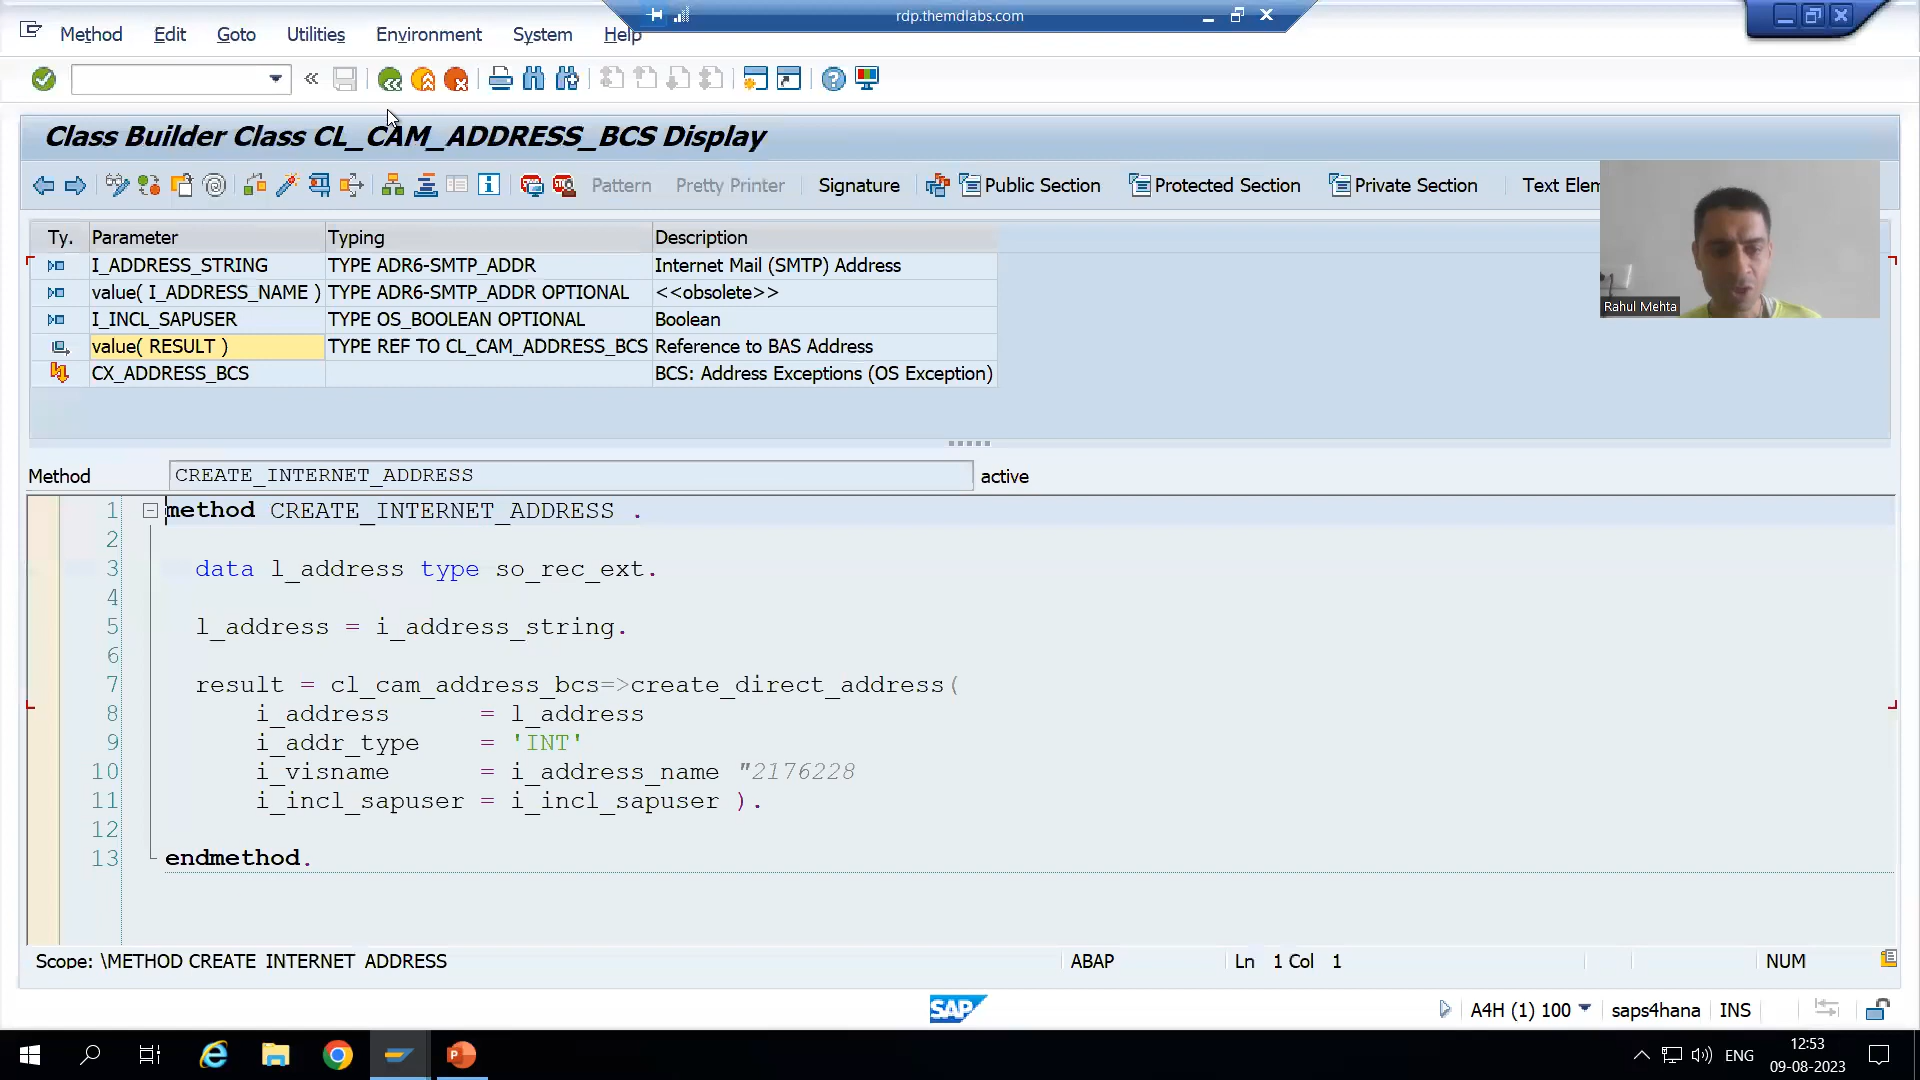 rdp.themdlabs.com
Method Edit Goto Utilities Environment System Help
Class Builder Class CL_CAM_ADDRESS_BCS Display
Pattern Pretty Printer Signature Public Section Protected Section Private Section Text Elem
Ty. Parameter Typing Description
I_ADDRESS_STRING TYPE ADR6-SMTP_ADDR Internet Mail (SMTP) Address
value( I_ADDRESS_NAME ) TYPE ADR6-SMTP_ADDR OPTIONAL <<obsolete>>
I_INCL_SAPUSER TYPE OS_BOOLEAN OPTIONAL Boolean
value( RESULT ) TYPE REF TO CL_CAM_ADDRESS_BCS Reference to BAS Address
CX_ADDRESS_BCS BCS: Address Exceptions (OS Exception)
Rahul Mehta
Method CREATE_INTERNET_ADDRESS active
1 method CREATE_INTERNET_ADDRESS .
2
3 data l_address type so_rec_ext.
4
5 l_address = i_address_string.
6
7 result = cl_cam_address_bcs=>create_direct_address(
8 i_address = l_address
9 i_addr_type = 'INT'
10 i_visname = i_address_name "2176228
11 i_incl_sapuser = i_incl_sapuser ).
12
13 endmethod.
Scope: \METHOD CREATE_INTERNET_ADDRESS ABAP Ln 1 Col 1 NUM
SAP A4H (1) 100 saps4hana INS
ENG 12:53
09-08-2023